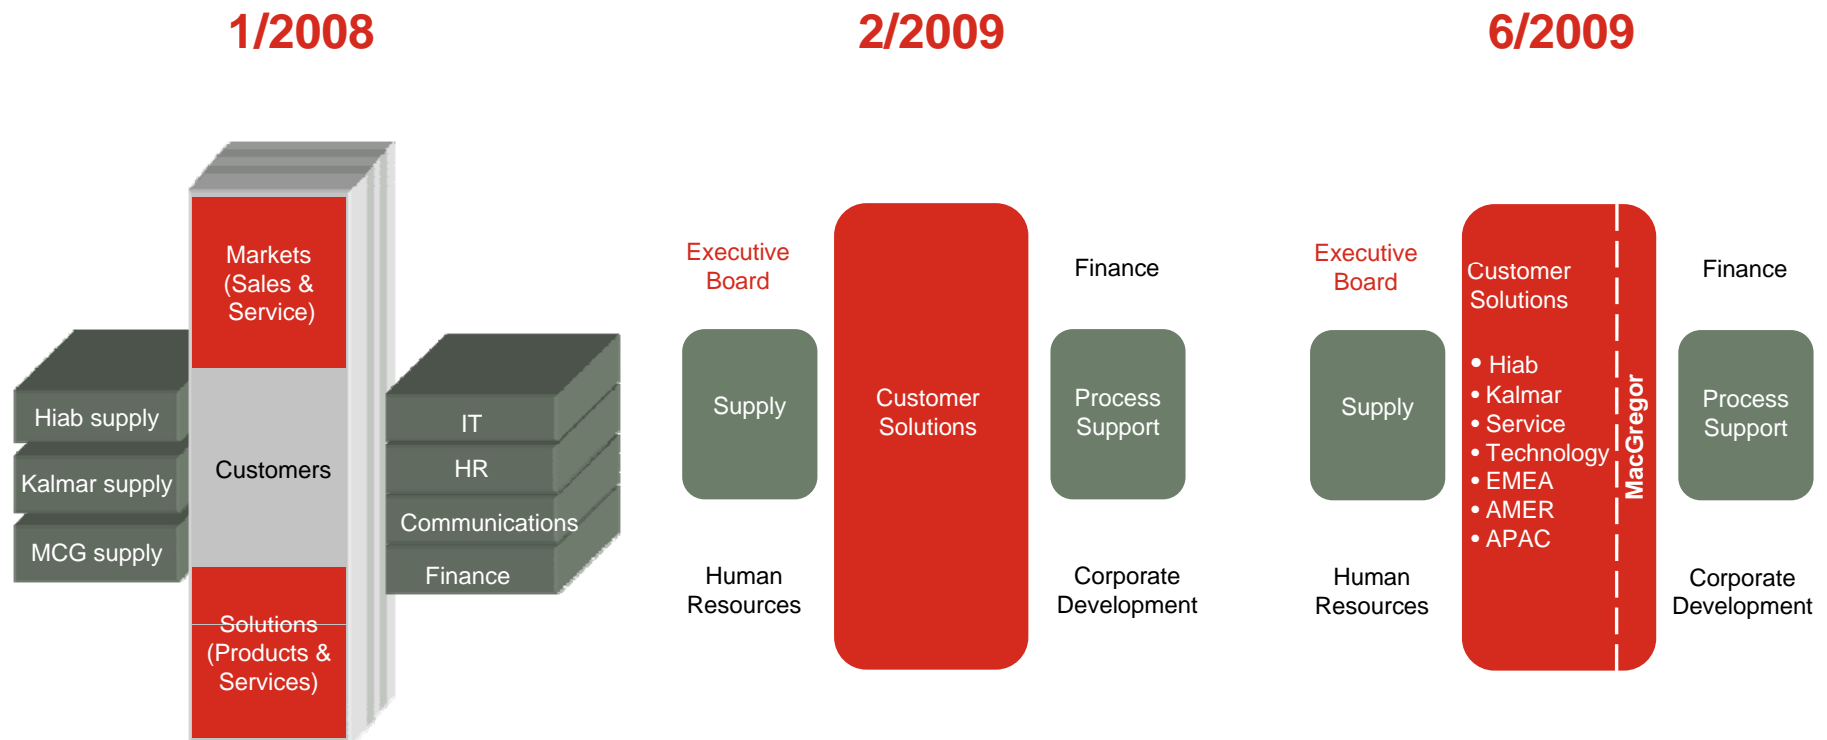 1/2008
2/2009
6/2009
Markets
(Sales &
Service)
Hiab supply
Kalmar supply
MCG supply
Customers
IT
HR
Communications
Finance
Solutions
(Products &
Services)
Executive
Board
Supply
Human
Resources
Customer
Solutions
Finance
Process
Support
Corporate
Development
Executive
Board
Supply
Human
Resources
Customer
Solutions
• Hiab
• Kalmar
• Service
• Technology
• EMEA
• AMER
• APAC
MacGregor
Finance
Process
Support
Corporate
Development